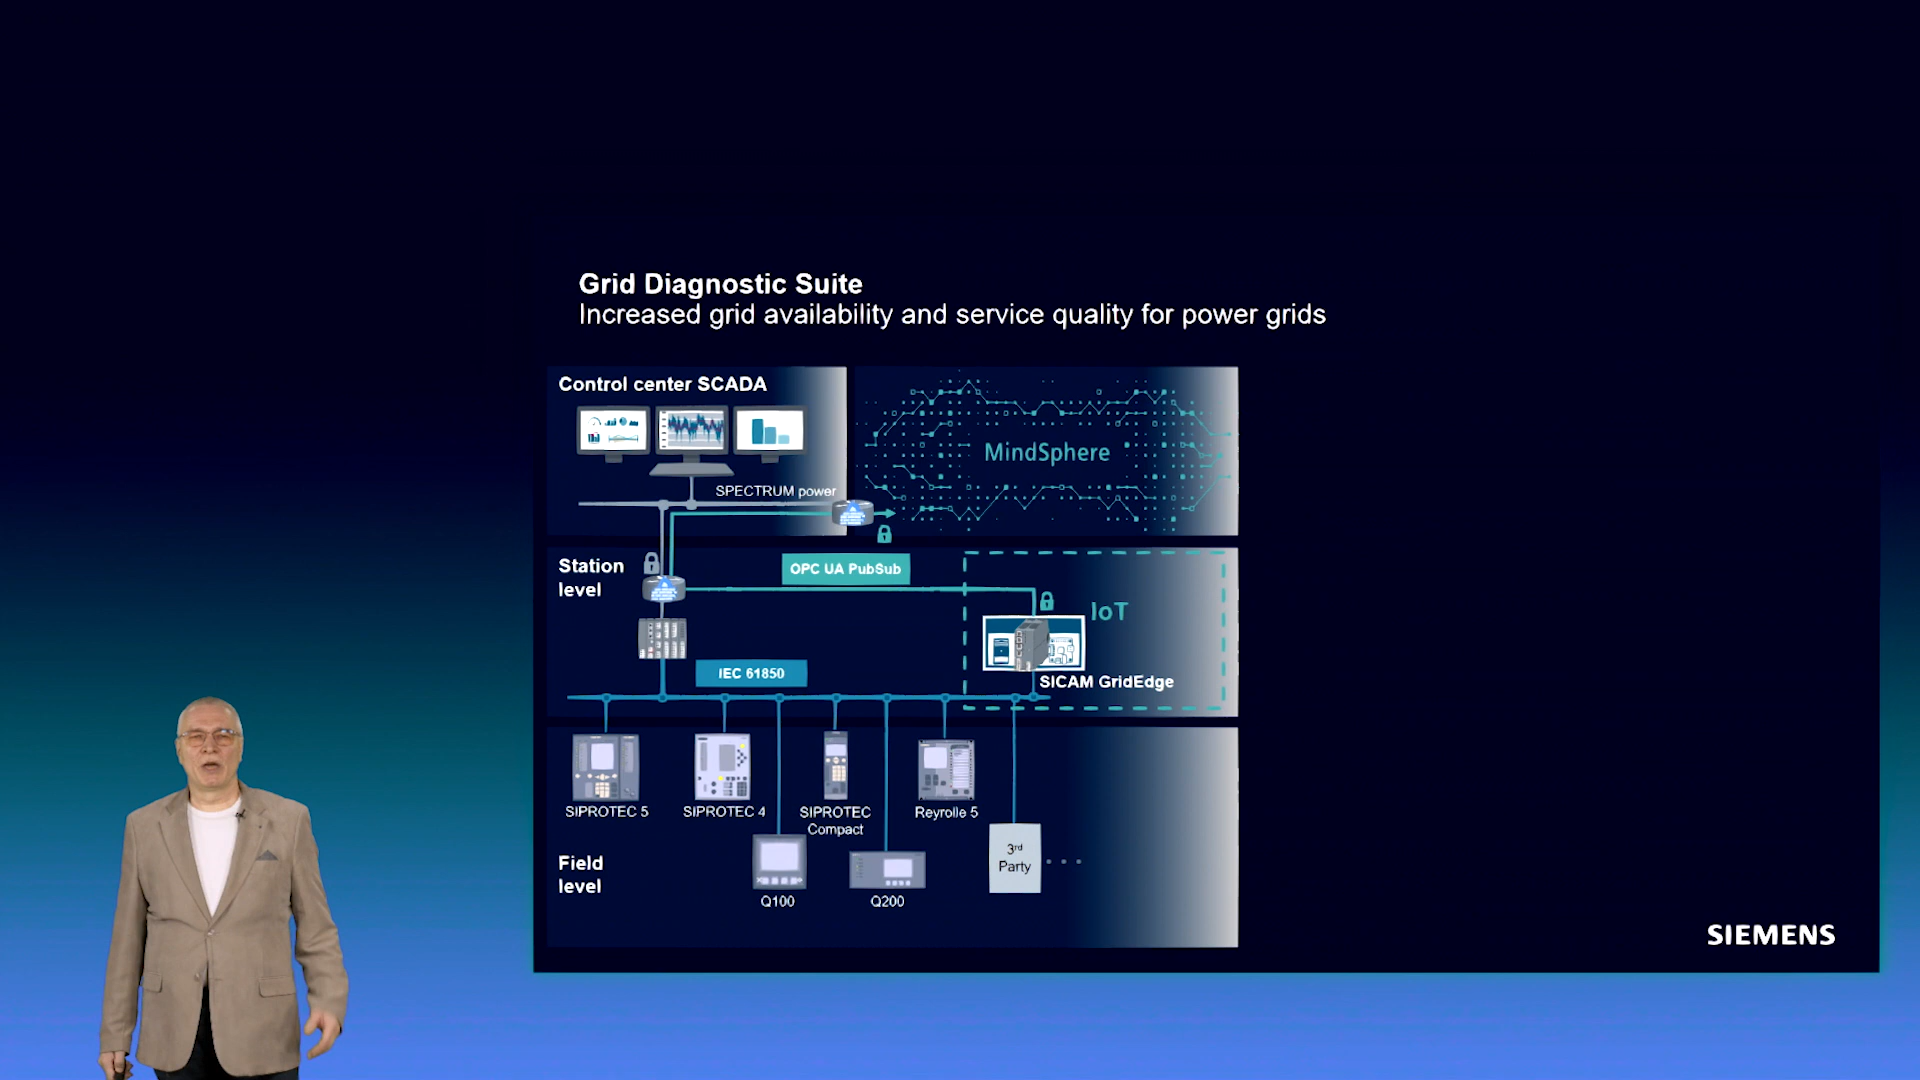 Grid Diagnostic Suite
Increased grid availability and service quality for power grids
Control center SCADA
MindSphere
SPECTRUM power
Station
level
OPC UA PubSub
IoT
IEC 61850
SICAM GridEdge
SIPROTEC 5
SIPROTEC 4
SIPROTEC
Compact
Reyrolle 5
3rd
Party
Field
level
Q100
Q200
SIEMENS